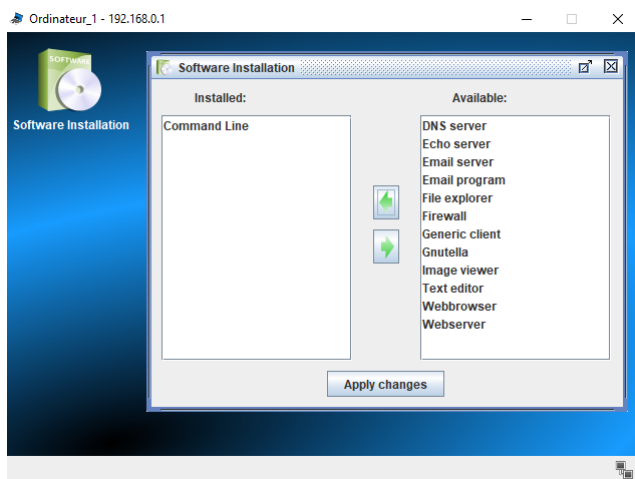 Ordinateur_1 - 192.168.0.1
SOFTWARE
Software Installation
Software Installation
Installed:
Available:
Command Line
DNS server
Echo server
Email server
Email program
File explorer
Firewall
Generic client
Gnutella
Image viewer
Text editor
Webbrowser
Webserver
Apply changes